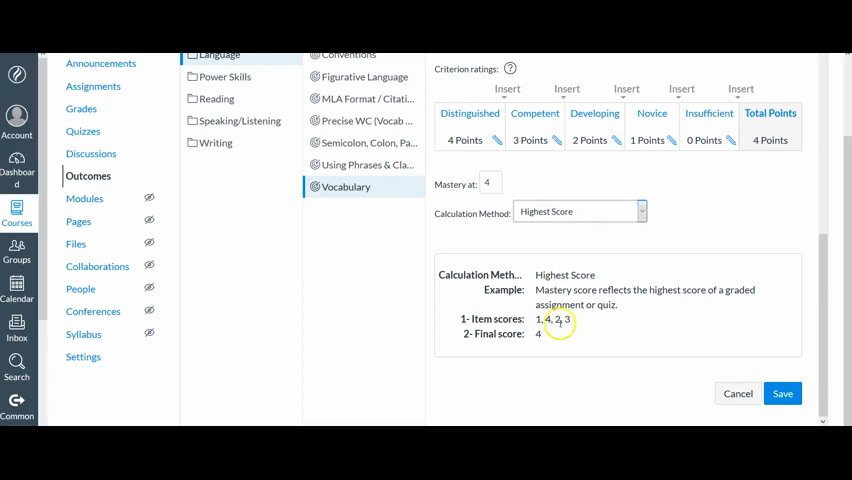 Account
Dashboar
d
Courses
Groups
Calendar
Inbox
Search
Common
Announcements
Assignments
Grades
Quizzes
Discussions
Outcomes
Modules
Pages
Files
Collaborations
People
Conferences
Syllabus
Settings
Language
Power Skills
Reading
Speaking/Listening
Writing
Conventions
Figurative Language
MLA Format / Citati...
Precise WC (Vocab ...
Semicolon, Colon, Pa...
Using Phrases & Cla...
Vocabulary
Criterion ratings: ?
Insert Insert Insert Insert Insert
Distinguished Competent Developing Novice Insufficient Total Points
4 Points 3 Points 2 Points 1 Points 0 Points 4 Points
Mastery at: 4
Calculation Method: Highest Score
Calculation Meth... Highest Score
Example: Mastery score reflects the highest score of a graded
assignment or quiz.
1- Item scores: 1, 4, 2, 3
2- Final score: 4
Cancel Save